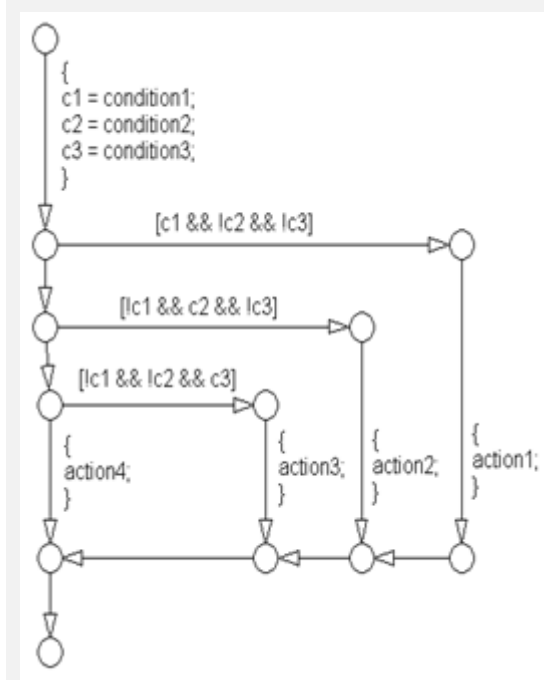 {
c1 = condition1;
c2 = condition2;
c3 = condition3;
}
[c1 && !c2 && !c3]
[!c1 && c2 && !c3]
[!c1 && !c2 && c3]
{
action4;
}
{
action3;
}
{
action2;
}
{
action1;
}